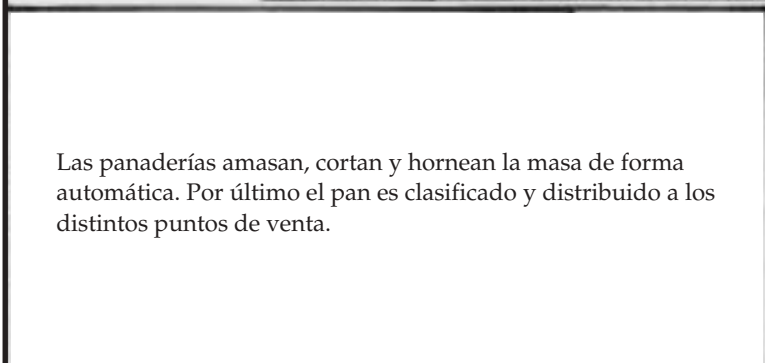 Las panaderías amasan, cortan y hornean la masa de forma
automática. Por último el pan es clasificado y distribuido a los
distintos puntos de venta.